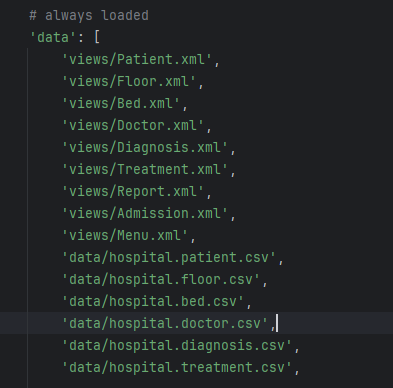 # always loaded
'data': [
'views/Patient.xml',
'views/Floor.xml',
'views/Bed.xml',
'views/Doctor.xml',
'views/Diagnosis.xml',
'views/Treatment.xml',
'views/Report.xml',
'views/Admission.xml',
'views/Menu.xml',
'data/hospital.patient.csv',
'data/hospital.floor.csv',
'data/hospital.bed.csv',
'data/hospital.doctor.csv',
'data/hospital.diagnosis.csv',
'data/hospital.treatment.csv',